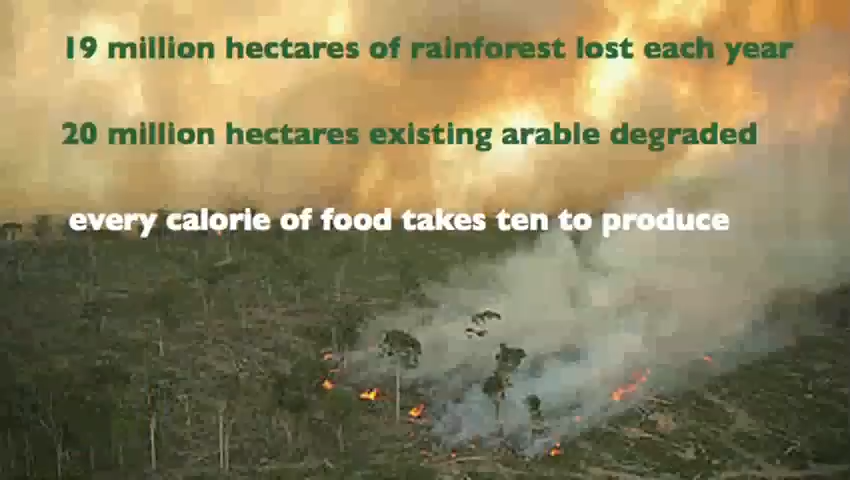 19 million hectares of rainforest lost each year
20 million hectares existing arable degraded
every calorie of food takes ten to produce